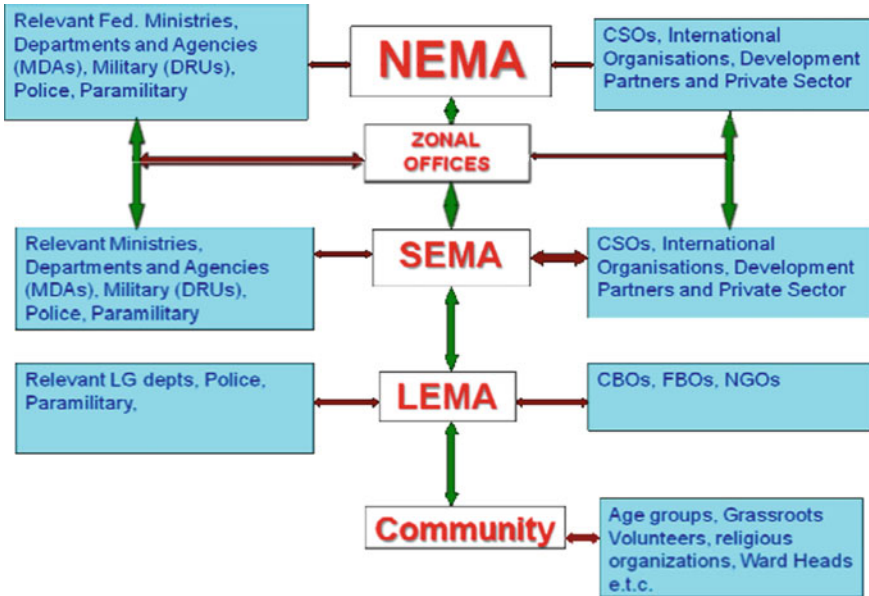 Relevant Fed. Ministries,
Departments and Agencies
(MDAs), Military (DRUs),
Police, Paramilitary
NEMA
CSOs, International
Organisations, Development
Partners and Private Sector
ZONAL
OFFICES
Relevant Ministries,
Departments and Agencies
(MDAs), Military (DRUs),
Police, Paramilitary
SEMA
CSOs, International
Organisations, Development
Partners and Private Sector
Relevant LG depts, Police,
Paramilitary,
LEMA
CBOs, FBOs, NGOs
Community
Age groups, Grassroots
Volunteers, religious
organizations, Ward Heads
e.t.c.